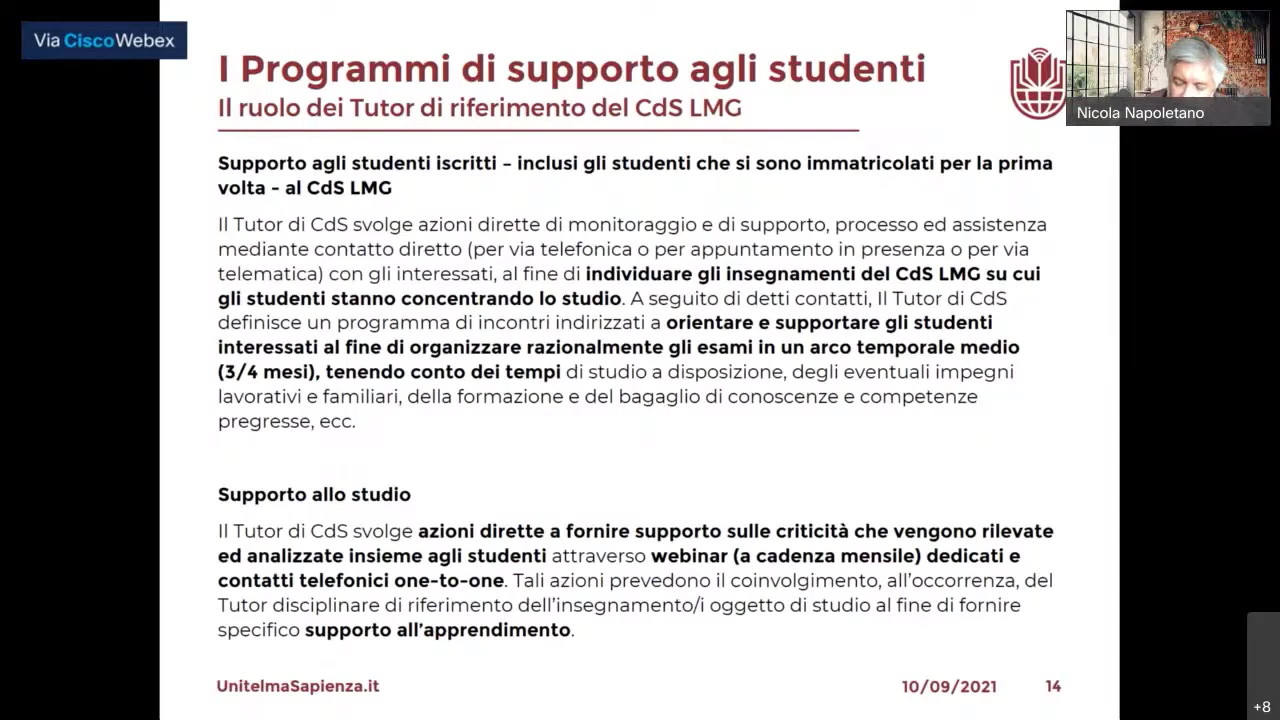 Via CiscoWebex
I Programmi di supporto agli studenti
Il ruolo dei Tutor di riferimento del CdS LMG
Nicola Napoletano
Supporto agli studenti iscritti – inclusi gli studenti che si sono immatricolati per la prima
volta - al CdS LMG
Il Tutor di CdS svolge azioni dirette di monitoraggio e di supporto, processo ed assistenza
mediante contatto diretto (per via telefonica o per appuntamento in presenza o per via
telematica) con gli interessati, al fine di individuare gli insegnamenti del CdS LMG su cui
gli studenti stanno concentrando lo studio. A seguito di detti contatti, Il Tutor di CdS
definisce un programma di incontri indirizzati a orientare e supportare gli studenti
interessati al fine di organizzare razionalmente gli esami in un arco temporale medio
(3/4 mesi), tenendo conto dei tempi di studio a disposizione, degli eventuali impegni
lavorativi e familiari, della formazione e del bagaglio di conoscenze e competenze
pregresse, ecc.
Supporto allo studio
Il Tutor di CdS svolge azioni dirette a fornire supporto sulle criticità che vengono rilevate
ed analizzate insieme agli studenti attraverso webinar (a cadenza mensile) dedicati e
contatti telefonici one-to-one. Tali azioni prevedono il coinvolgimento, all’occorrenza, del
Tutor disciplinare di riferimento dell’insegnamento/i oggetto di studio al fine di fornire
specifico supporto all’apprendimento.
UnitelmaSapienza.it
10/09/2021
14
+8